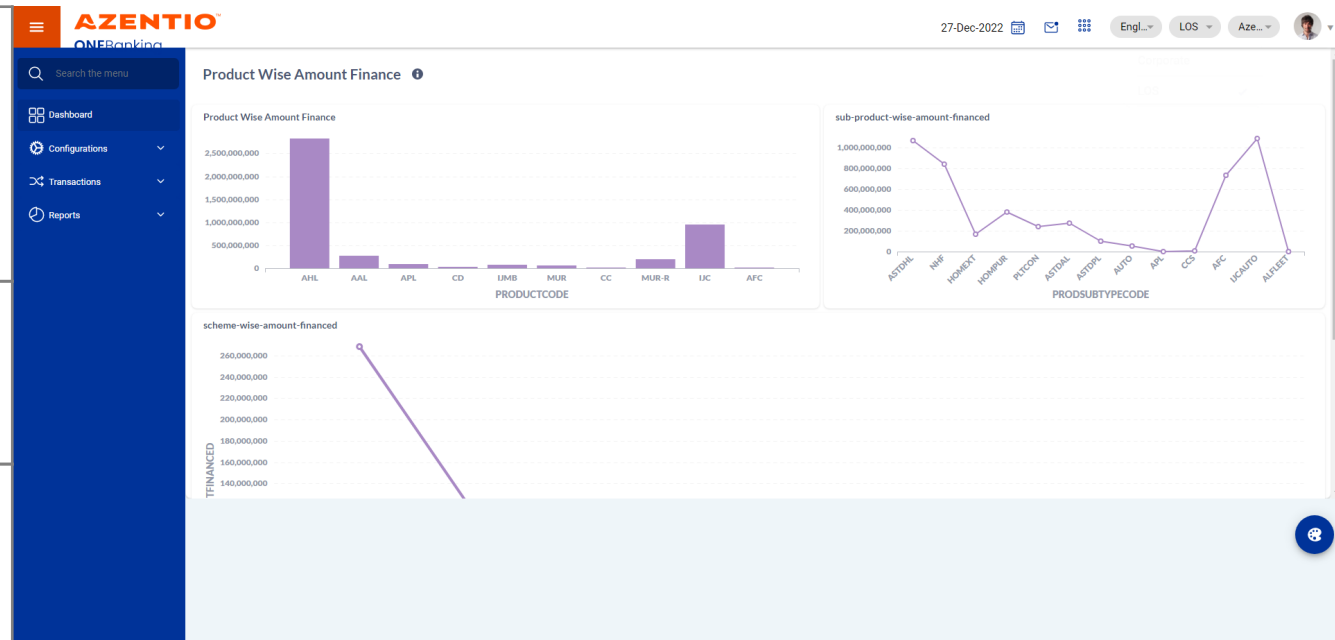 AZENTIO
ONEBanking
27-Dec-2022
Engl...
LOS
Aze...
Search the menu
Dashboard
Configurations
Transactions
Reports
Product Wise Amount Finance
Product Wise Amount Finance
2,500,000,000
2,000,000,000
1,500,000,000
1,000,000,000
500,000,000
0
AHL AAL APL CD IJMB MUR CC MUR-R IJC AFC
PRODUCTCODE
sub-product-wise-amount-financed
1,000,000,000
800,000,000
600,000,000
400,000,000
200,000,000
0
ASTDHL NHF HOMEXT HOMPUR PLTCON ASTDAL ASTDPL AUTO APL CCS AFC IJCAUTO ALFLEET
PRODSUBTYPECODE
scheme-wise-amount-financed
260,000,000
240,000,000
220,000,000
200,000,000
180,000,000
160,000,000
140,000,000
TFINANCED